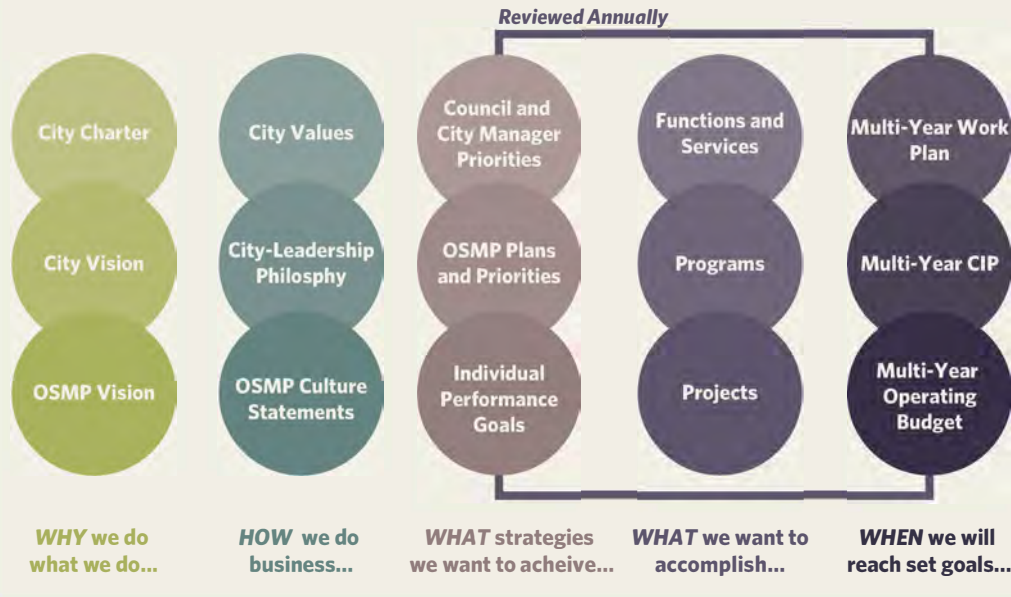 Reviewed Annually
City Charter
City Vision
OSMP Vision
WHY we do
what we do...
City Values
City-Leadership
Philosphy
OSMP Culture
Statements
HOW we do
business...
Council and
City Manager
Priorities
OSMP Plans
and Priorities
Individual
Performance
Goals
WHAT strategies
we want to acheive...
Functions and
Services
Programs
Projects
WHAT we want to
accomplish...
Multi-Year Work
Plan
Multi-Year CIP
Multi-Year
Operating
Budget
WHEN we will
reach set goals...